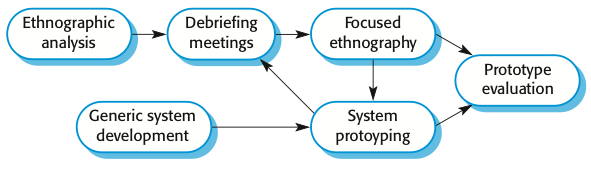 Ethnographic
analysis
Debriefing
meetings
Focused
ethnography
Prototype
evaluation
Generic system
development
System
protoyping